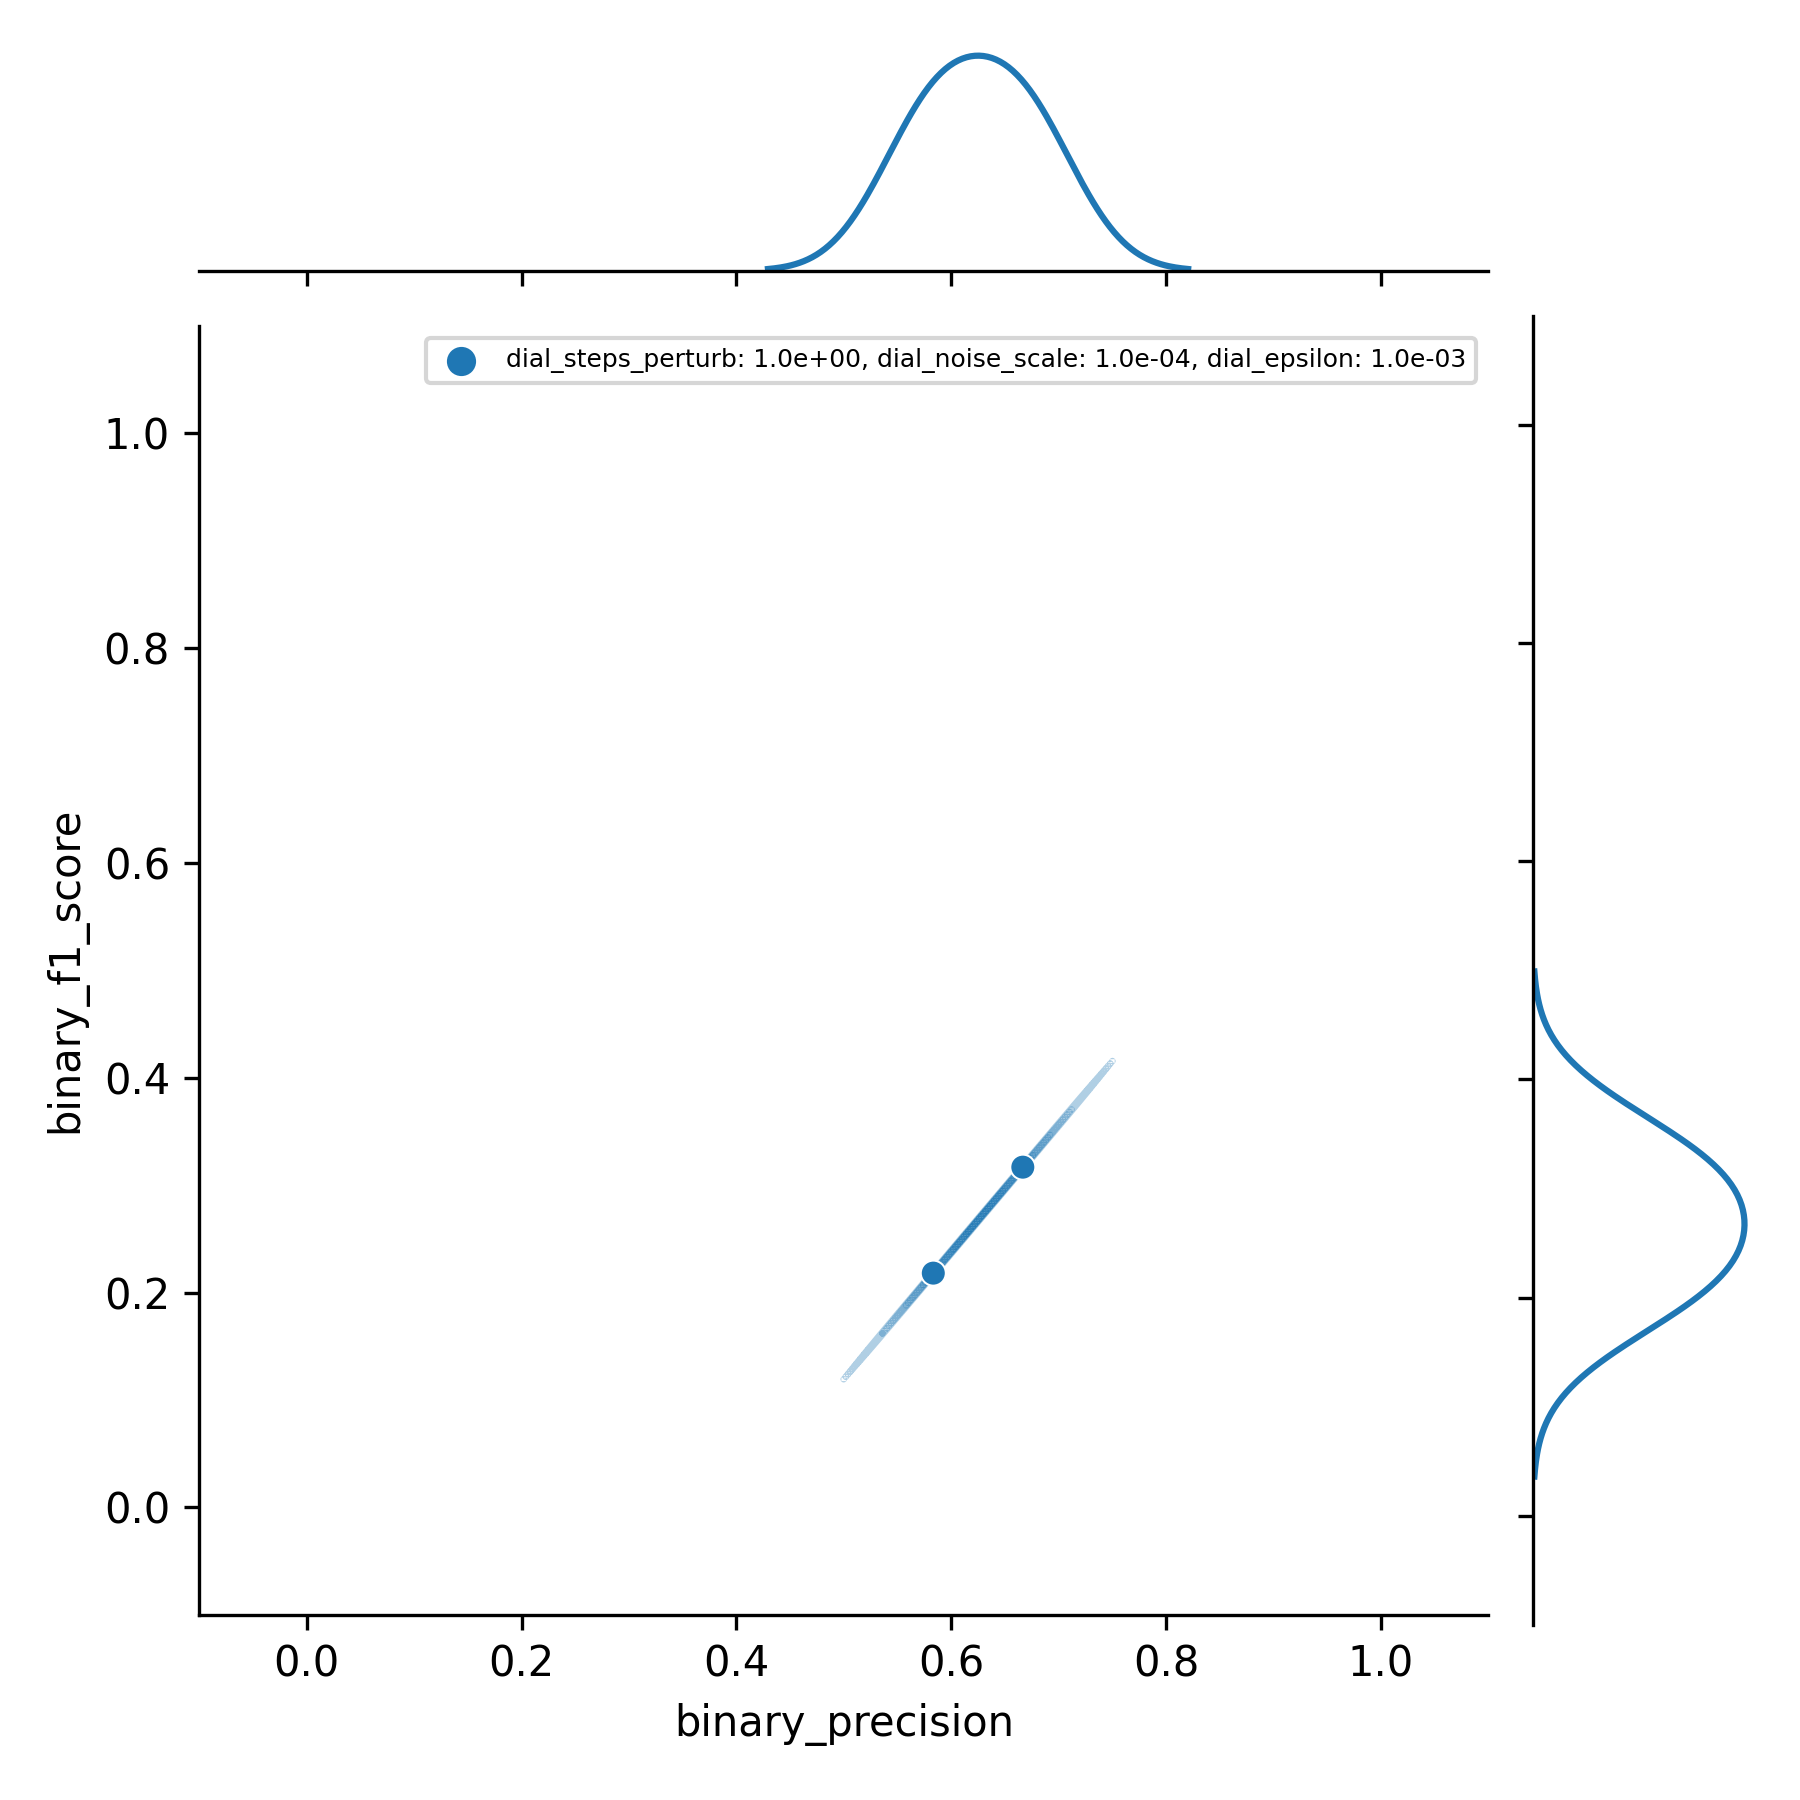 dial_steps_perturb: 1.0e+00, dial_noise_scale: 1.0e-04, dial_epsilon: 1.0e-03
1.0
0.8
0.6
0.4
0.2
0.0
binary_f1_score
0.0 0.2 0.4 0.6 0.8 1.0
binary_precision